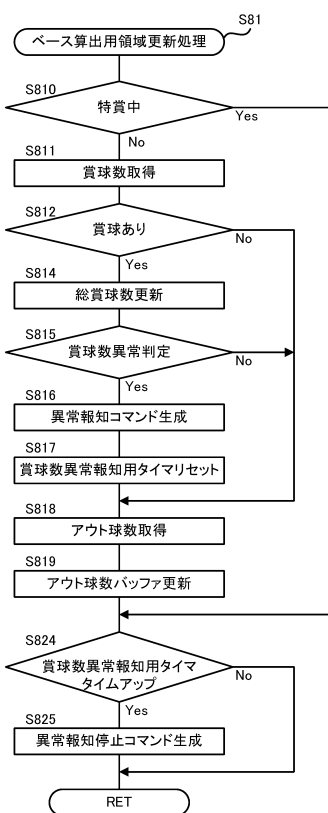 S81
ベース算出用領域更新処理
S810
特賞中
Yes
No
S811
賞球数取得
S812
賞球あり
No
Yes
S814
総賞球数更新
S815
賞球数異常判定
No
Yes
S816
異常報知コマンド生成
S817
賞球数異常報知用タイマリセット
S818
アウト球数取得
S819
アウト球数バッファ更新
S824
賞球数異常報知用タイマ
タイムアップ
No
Yes
S825
異常報知停止コマンド生成
RET